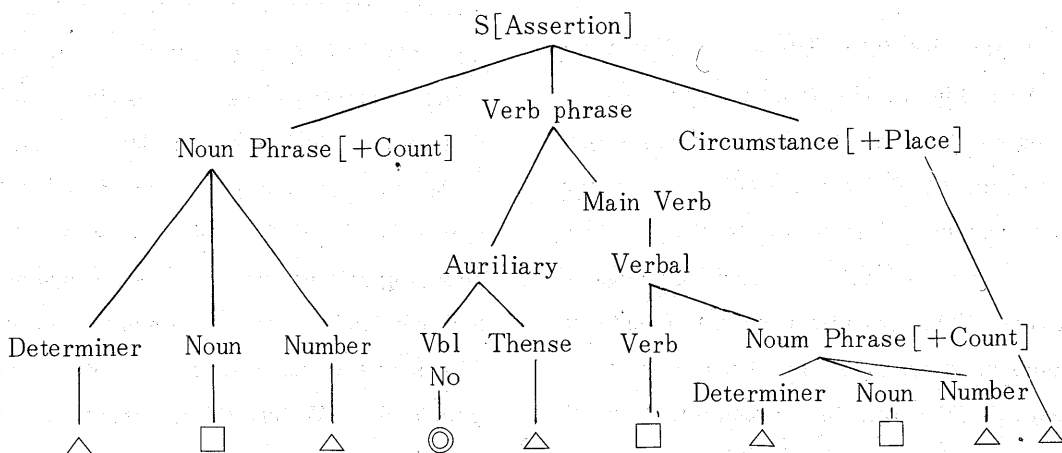 S[Assertion]
Verb phrase
Noun Phrase[+Count]
Circumstance[+Place]
Main Verb
Auriliary
Verbal
Determiner
Noun
Number
Vbl
No
Thense
Verb
Noum Phrase[+Count]
Determiner
Noun
Number